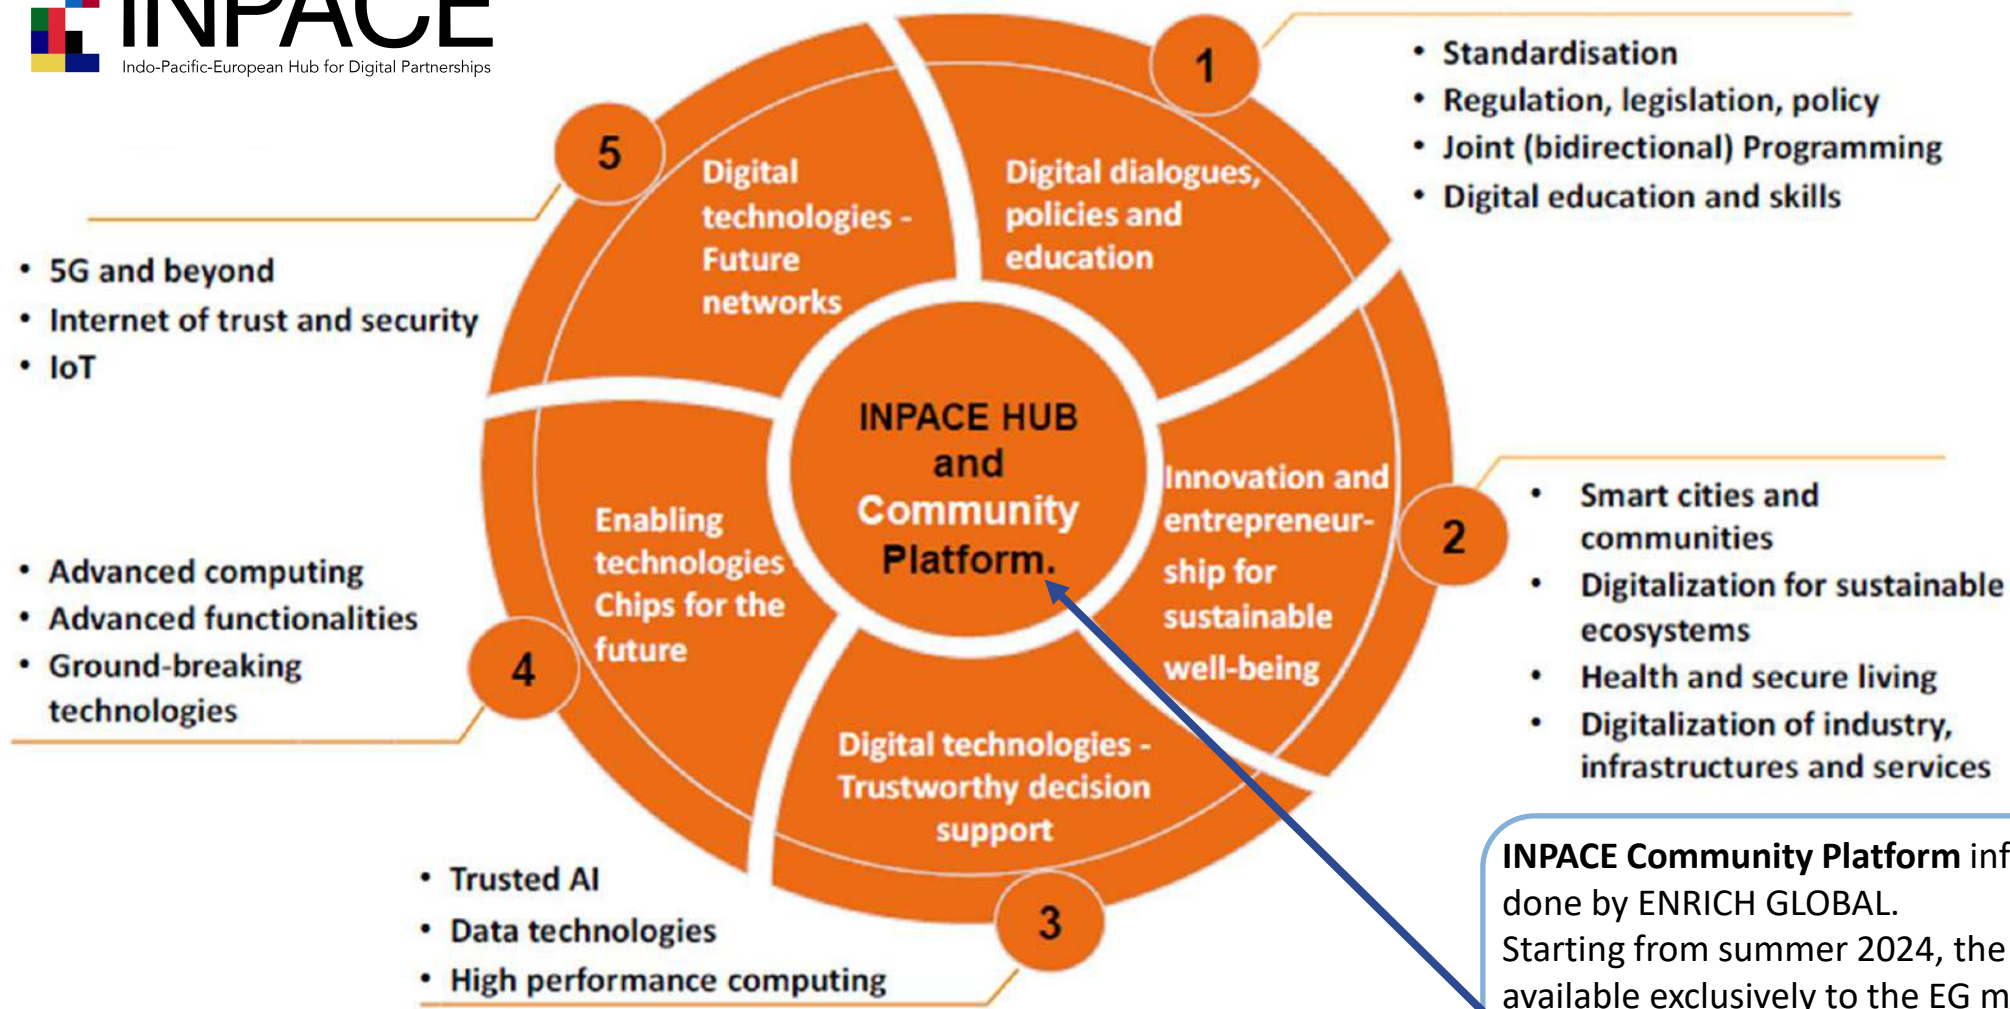 INPACE
Indo-Pacific-European Hub for Digital Partnerships
1
• Standardisation
• Regulation, legislation, policy
• Joint (bidirectional) Programming
• Digital education and skills
5
Digital
technologies -
Future
networks
Digital dialogues,
policies and
education
• 5G and beyond
• Internet of trust and security
• IoT
INPACE HUB
and
Community
Platform.
Innovation and
entrepreneur-
ship for
sustainable
well-being
2
• Smart cities and
communities
• Digitalization for sustainable
ecosystems
• Health and secure living
• Digitalization of industry,
infrastructures and services
Enabling
technologies
Chips for the
future
• Advanced computing
• Advanced functionalities
• Ground-breaking
technologies
4
Digital technologies -
Trustworthy decision
support
• Trusted AI
• Data technologies
• High performance computing
3
INPACE Community Platform
done by ENRICH GLOBAL.
Starting from summer 2024, the
available exclusively to the EG